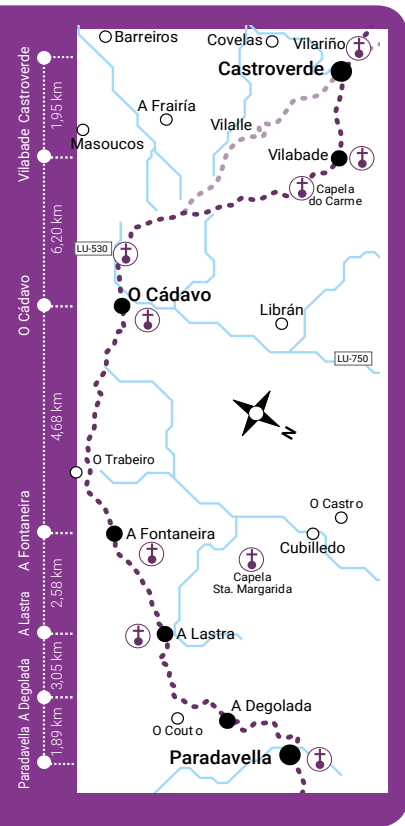 Castroverde
1,95 km
Vilabade
6,20 km
O Cádavo
4,68 km
A Fontaneira
2,58 km
A Lastra
3,05 km
A Degolada
1,89 km
Paradavella
Barreiros
Covelas
Vilariño
Castroverde
A Frairía
Vilalle
Masoucos
Vilabade
Capela
do Carme
LU-530
O Cádavo
Librán
LU-750
N
O Trabeiro
O Castro
A Fontaneira
Cubilledo
Capela
Sta. Margarida
A Lastra
A Degolada
O Couto
Paradavella